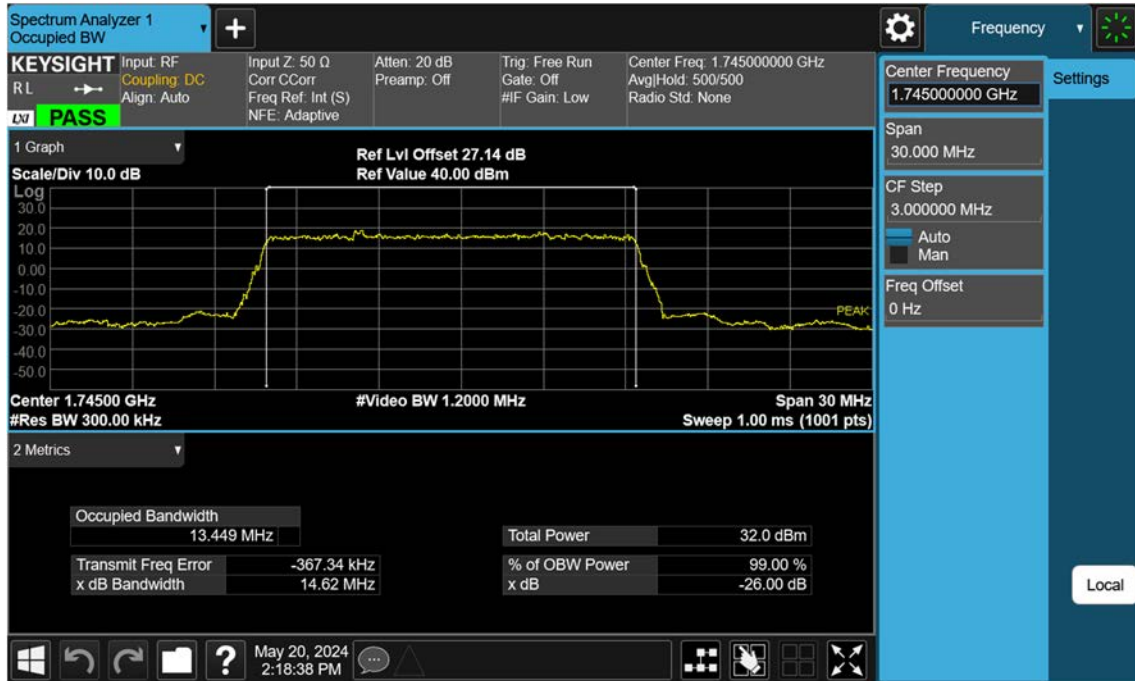 Spectrum Analyzer 1
Occupied BW
+
Frequency
KEYSIGHT
R L
LXI
PASS
Input: RF
Coupling: DC
Align: Auto
Input Z: 50 Ω
Corr CCorr
Freq Ref: Int (S)
NFE: Adaptive
Atten: 20 dB
Preamp: Off
Trig: Free Run
Gate: Off
#IF Gain: Low
Center Freq: 1.745000000 GHz
Avg|Hold: 500/500
Radio Std: None
Center Frequency
1.745000000 GHz
Settings
Span
30.000 MHz
CF Step
3.000000 MHz
Auto
Man
Freq Offset
0 Hz
Local
1 Graph
Scale/Div 10.0 dB
Ref Lvl Offset 27.14 dB
Ref Value 40.00 dBm
Log
30.0
20.0
10.0
0.00
-10.0
-20.0
-30.0
-40.0
-50.0
PEAK
Center 1.74500 GHz
#Video BW 1.2000 MHz
Span 30 MHz
#Res BW 300.00 kHz
Sweep 1.00 ms (1001 pts)
2 Metrics
Occupied Bandwidth
13.449 MHz
Total Power 32.0 dBm
Transmit Freq Error -367.34 kHz
% of OBW Power 99.00 %
x dB Bandwidth 14.62 MHz
x dB -26.00 dB
?
May 20, 2024
2:18:38 PM